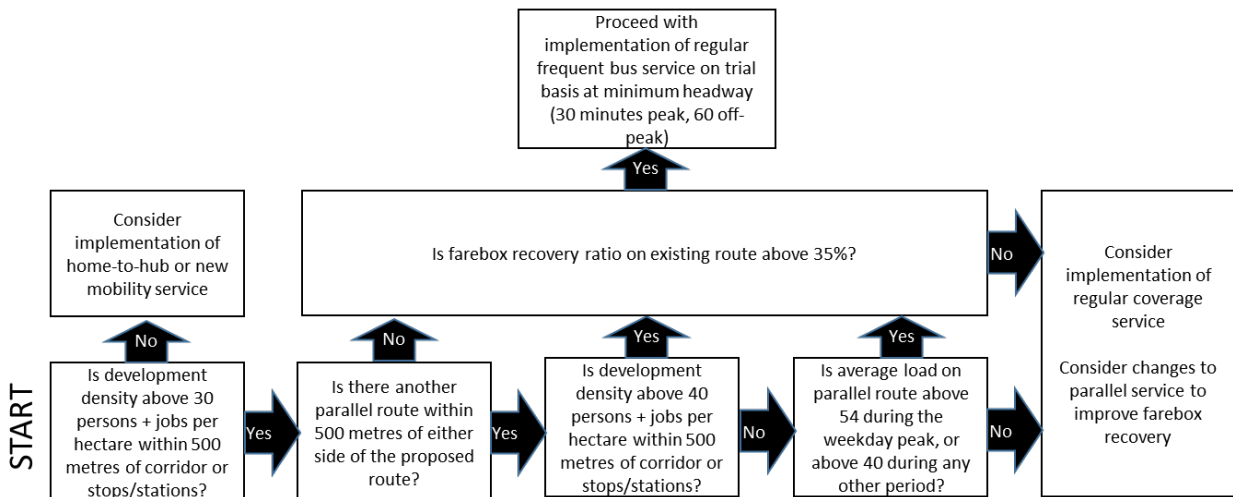 Proceed with
implementation of regular
frequent bus service on trial
basis at minimum headway
(30 minutes peak, 60 off-
peak)
Yes
Consider
implementation of
home-to-hub or new
mobility service
Is farebox recovery ratio on existing route above 35%?
No
Consider
implementation of
regular coverage
service
Consider changes to
parallel service to
improve farebox
recovery
No
No
Yes
Yes
START
Is development
density above 30
persons + jobs per
hectare within 500
metres of corridor or
stops/stations?
Yes
Is there another
parallel route within
500 metres of either
side of the proposed
route?
Yes
Is development
density above 40
persons + jobs per
hectare within 500
metres of corridor or
stops/stations?
No
Is average load on
parallel route above
54 during the
weekday peak, or
above 40 during any
other period?
No